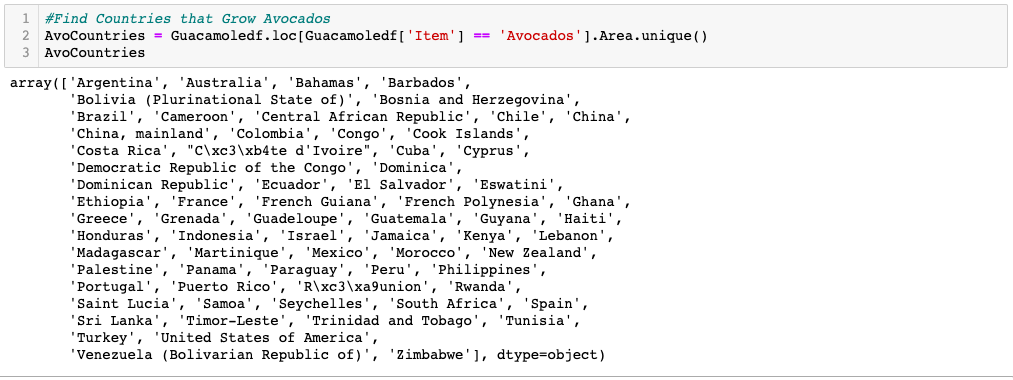 1 #Find Countries that Grow Avocados
2 AvoCountries = Guacamoledf.loc[Guacamoledf['Item'] == 'Avocados'].Area.unique()
3 AvoCountries
array(['Argentina', 'Australia', 'Bahamas', 'Barbados',
'Bolivia (Plurinational State of)', 'Bosnia and Herzegovina',
'Brazil', 'Cameroon', 'Central African Republic', 'Chile', 'China',
'China, mainland', 'Colombia', 'Congo', 'Cook Islands',
'Costa Rica', "C\xc3\xb4te d'Ivoire", 'Cuba', 'Cyprus',
'Democratic Republic of the Congo', 'Dominica',
'Dominican Republic', 'Ecuador', 'El Salvador', 'Eswatini',
'Ethiopia', 'France', 'French Guiana', 'French Polynesia', 'Ghana',
'Greece', 'Grenada', 'Guadeloupe', 'Guatemala', 'Guyana', 'Haiti',
'Honduras', 'Indonesia', 'Israel', 'Jamaica', 'Kenya', 'Lebanon',
'Madagascar', 'Martinique', 'Mexico', 'Morocco', 'New Zealand',
'Palestine', 'Panama', 'Paraguay', 'Peru', 'Philippines',
'Portugal', 'Puerto Rico', 'R\xc3\xa9union', 'Rwanda',
'Saint Lucia', 'Samoa', 'Seychelles', 'South Africa', 'Spain',
'Sri Lanka', 'Timor-Leste', 'Trinidad and Tobago', 'Tunisia',
'Turkey', 'United States of America',
'Venezuela (Bolivarian Republic of)', 'Zimbabwe'], dtype=object)